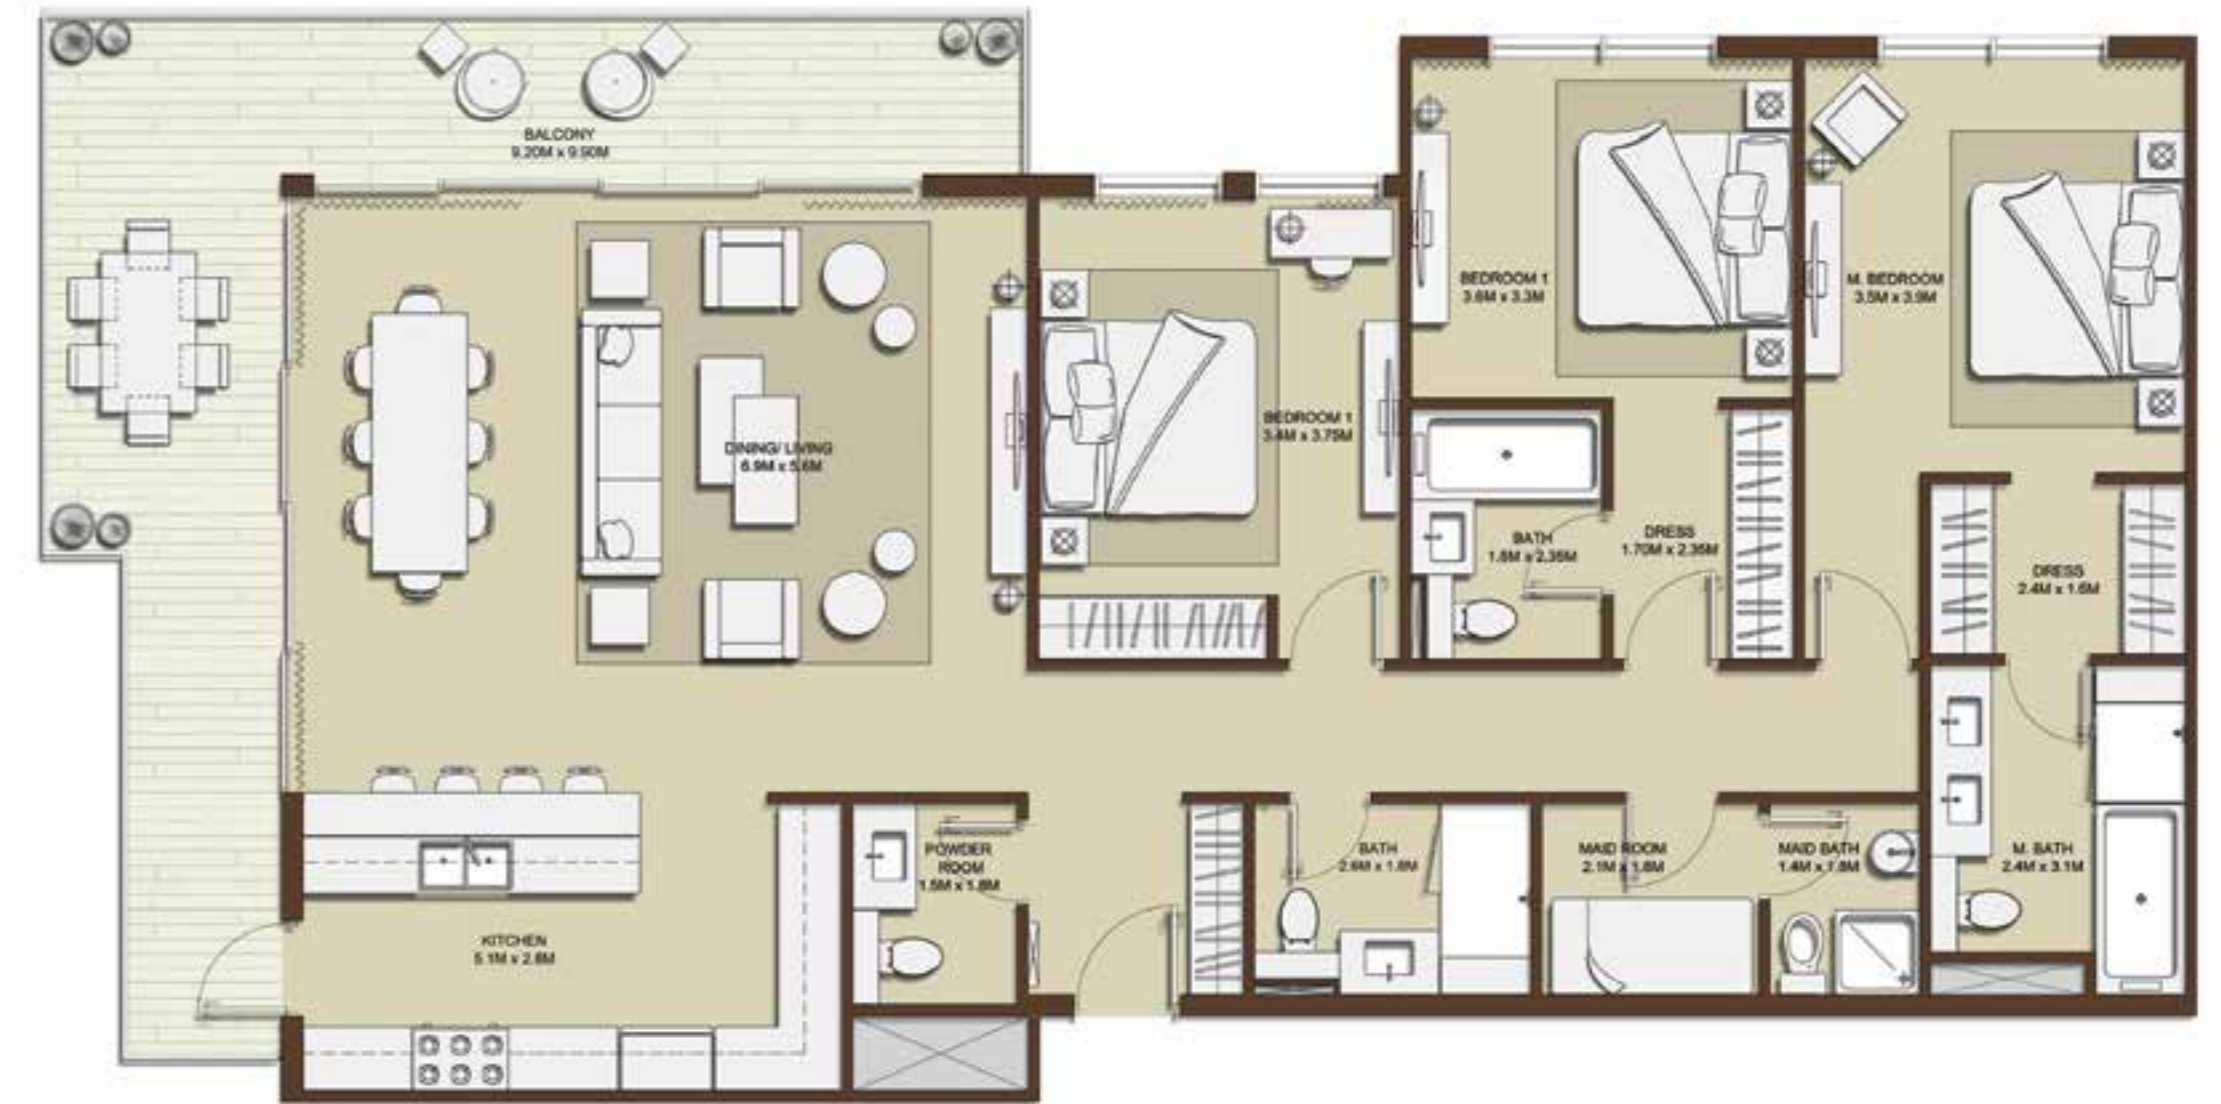 BALCONY
9.20M x 9.90M
BEDROOM 1
3.6M x 3.3M
M. BEDROOM
3.5M x 3.9M
BEDROOM 1
3.4M x 3.75M
DINING/ LIVING
6.9M x 5.6M
BATH
1.8M x 2.35M
DRESS
1.70M x 2.35M
DRESS
2.4M x 1.6M
POWDER
ROOM
1.5M x 1.8M
BATH
2.6M x 1.8M
MAID ROOM
2.1M x 1.8M
MAID BATH
1.4M x 1.8M
M. BATH
2.4M x 3.1M
KITCHEN
5.1M x 2.8M